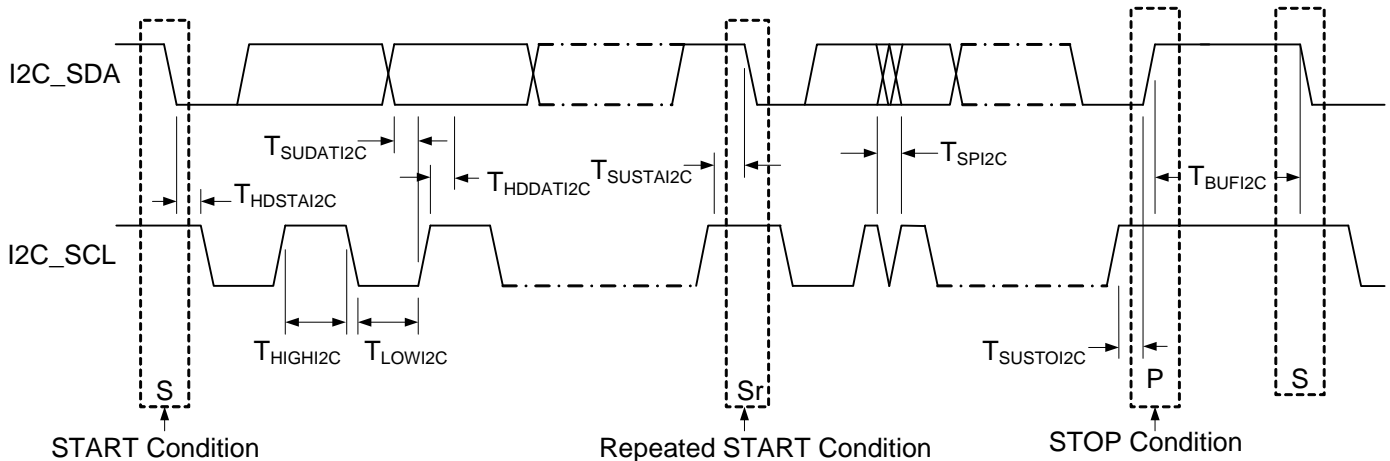 I2C_SDA
TSUDATI2C
THDDATI2C
TSUSTAI2C
TSPI2C
TBUFI2C
THDSTAI2C
I2C_SCL
THIGHI2C
TLOWI2C
TSUSTOI2C
S
Sr
P
S
START Condition
Repeated START Condition
STOP Condition